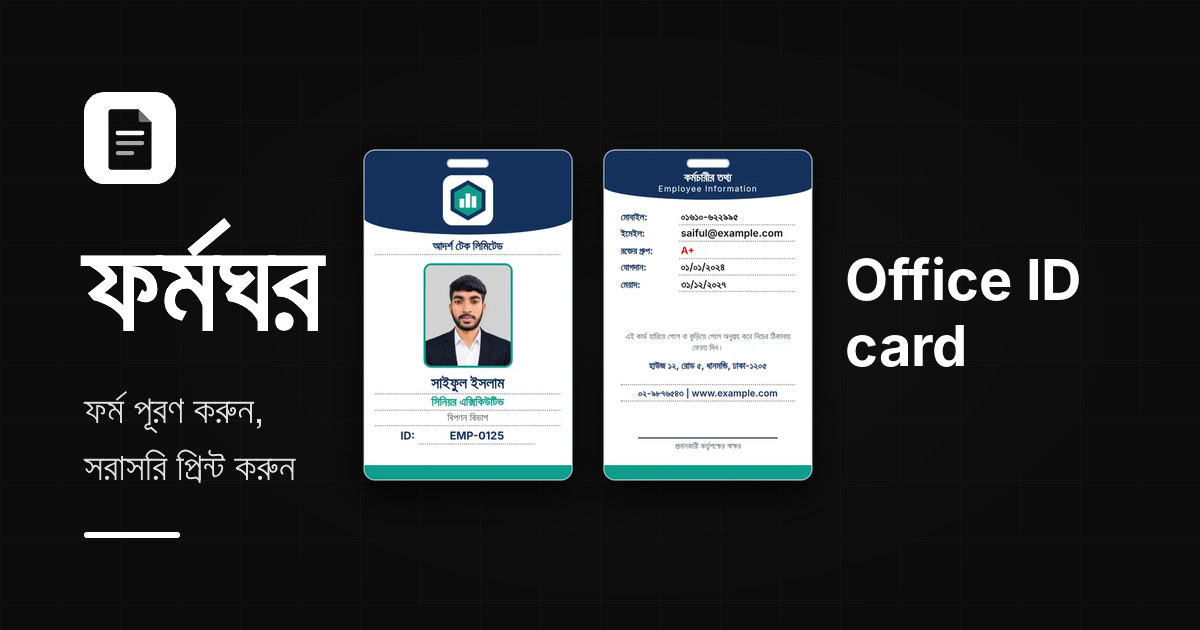 ফর্মঘর
ফর্ম পূরণ করুন,
সরাসরি প্রিন্ট করুন
আদর্শ টেক লিমিটেড
সাইফুল ইসলাম
সিনিয়র এক্সিকিউটিভ
বিপণন বিভাগ
ID: EMP-0125
কর্মচারীর তথ্য
Employee Information
মোবাইল: ০১৬১০-৬২২৯৯৫
ইমেইল: saiful@example.com
রক্তের গ্রুপ: A+
যোগদান: ০১/০১/২০২৪
মেয়াদ: ৩১/১২/২০২৭
এই কার্ড হারিয়ে গেলে বা কুড়িয়ে পেলে অনুগ্রহ করে নিচের ঠিকানায়
ফেরত দিন।
হাউজ ১২, রোড ৫, ধানমন্ডি, ঢাকা-১২০৫
০২-৯৮৭৬৫৪৩ | www.example.com
প্রদানকারী কর্তৃপক্ষের স্বাক্ষর
Office ID
card